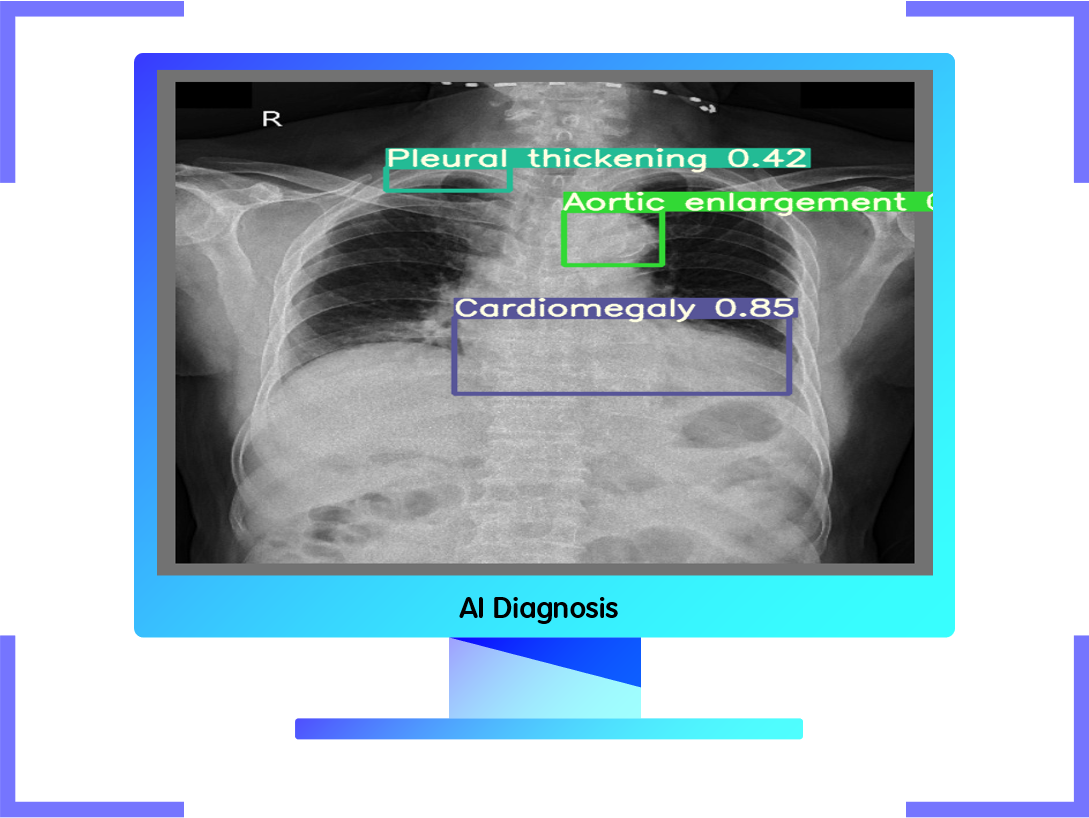 R
Pleural thickening 0.42
Aortic enlargement
Cardiomegaly 0.85
AI Diagnosis